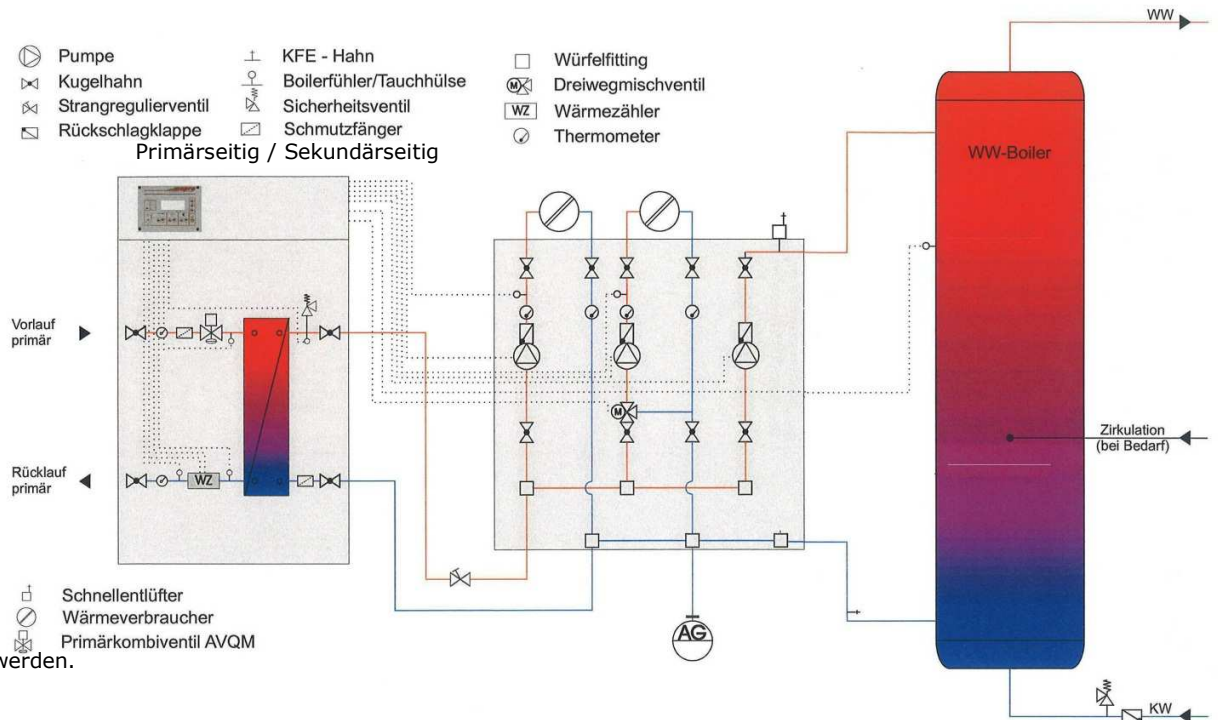 WW
Pumpe
Kugelhahn
Strangregulierventil
Rückschlagklappe
KFE - Hahn
Boilerfühler/Tauchhülse
Sicherheitsventil
Schmutzfänger
Würfelfitting
M Dreiwegmischventil
WZ Wärmezähler
Thermometer
Primärseitig / Sekundärseitig
WW-Boiler
Vorlauf
primär
M
Zirkulation
(bei Bedarf)
Rücklauf
primär
WZ
Schnellentlüfter
Wärmeverbraucher
Primärkombiventil AVQM
AG
werden.
KW